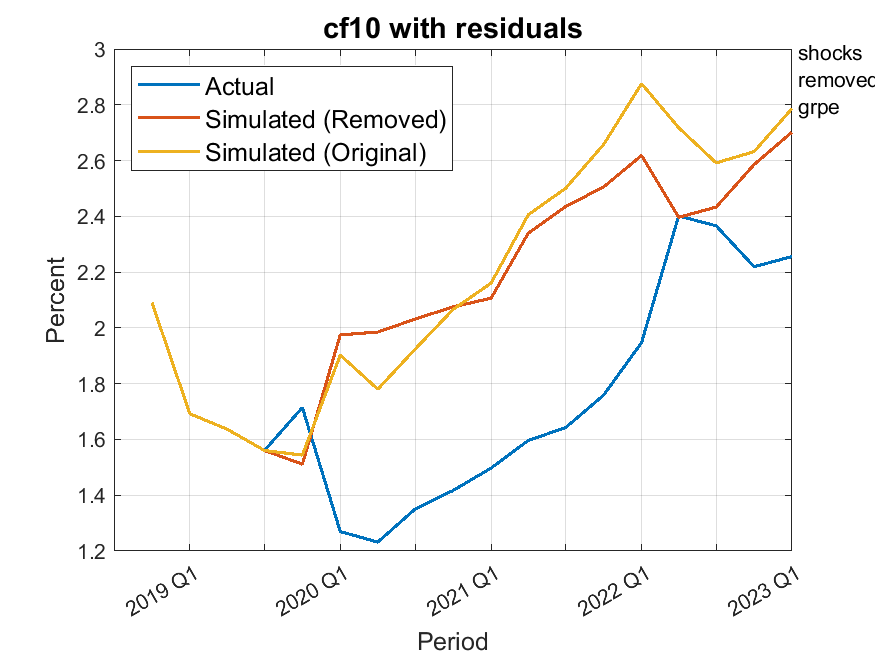 cf10 with residuals
shocks
removed
grpe
Actual
Simulated (Removed)
Simulated (Original)
3
2.8
2.6
2.4
2.2
2
1.8
1.6
1.4
1.2
Percent
2019 Q1
2020 Q1
2021 Q1
2022 Q1
2023 Q1
Period